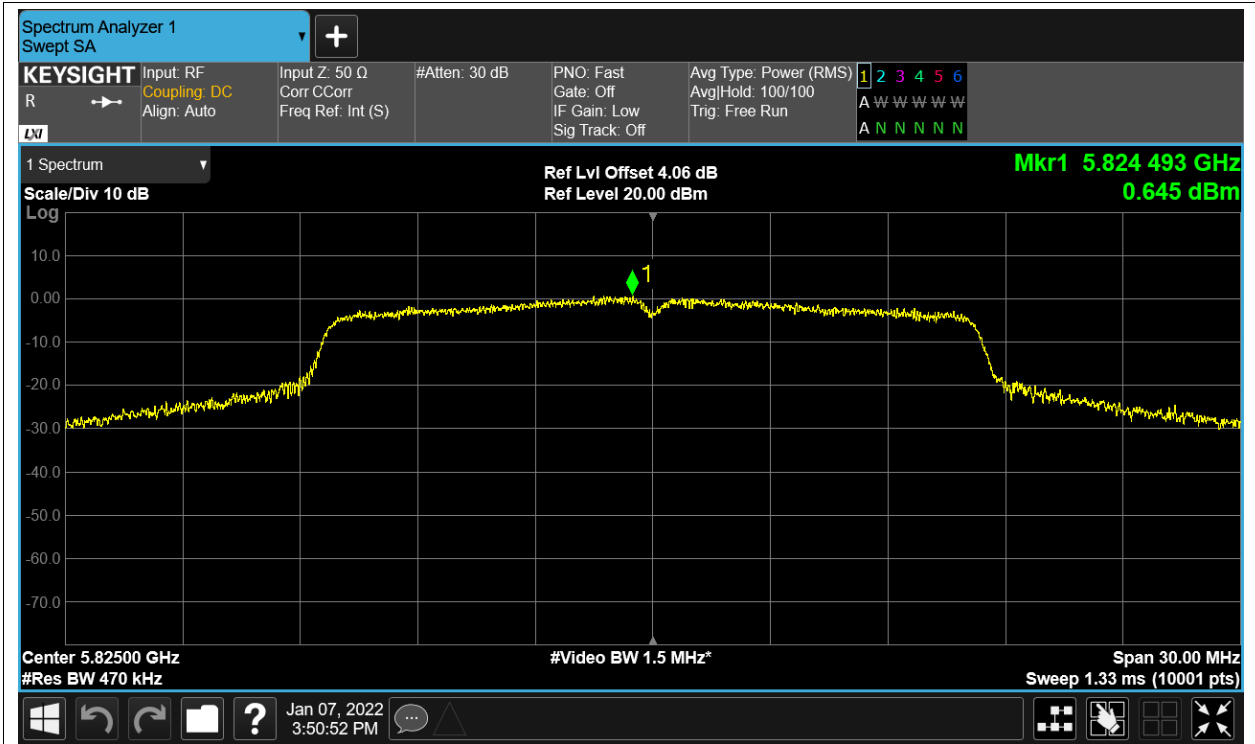 Spectrum Analyzer 1
Swept SA
+
KEYSIGHT
R
LXI
Input: RF
Coupling: DC
Align: Auto
Input Z: 50 Ω
Corr CCorr
Freq Ref: Int (S)
#Atten: 30 dB
PNO: Fast
Gate: Off
IF Gain: Low
Sig Track: Off
Avg Type: Power (RMS)
Avg|Hold: 100/100
Trig: Free Run
1 2 3 4 5 6
A W W W W W
A N N N N N
1 Spectrum
Scale/Div 10 dB
Log
Ref Lvl Offset 4.06 dB
Ref Level 20.00 dBm
Mkr1 5.824 493 GHz
0.645 dBm
1
10.0
0.00
-10.0
-20.0
-30.0
-40.0
-50.0
-60.0
-70.0
Center 5.82500 GHz
#Res BW 470 kHz
#Video BW 1.5 MHz*
Span 30.00 MHz
Sweep 1.33 ms (10001 pts)
?
Jan 07, 2022
3:50:52 PM